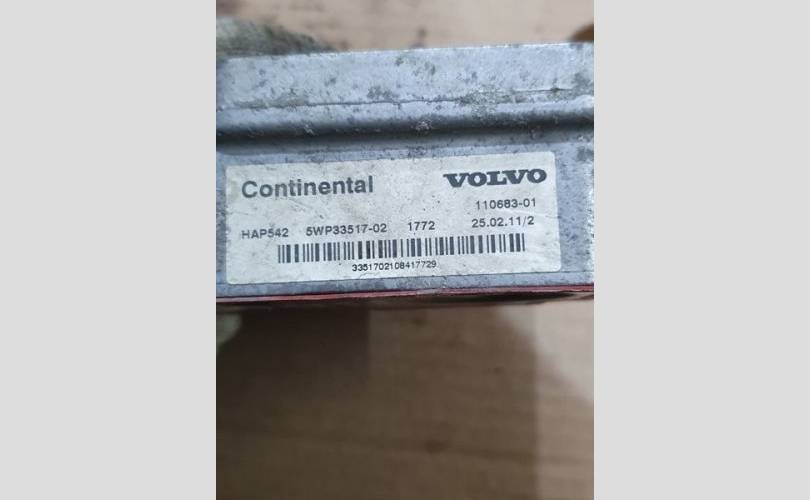 Continental VOLVO
110683-01
HAP542 5WP33517-02 1772 25.02.11/2
3351702108417729